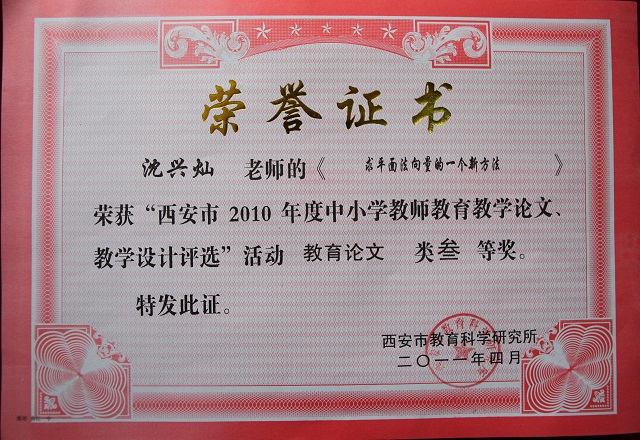 荣誉证书
沈兴灿 老师的《 求平面法向量的一个新方法 》
荣获“西安市 2010 年度中小学教师教育教学论文、
教学设计评选”活动 教育论文 类叁 等奖。
特发此证。
西安市教育科学研究所
二〇一一年四月